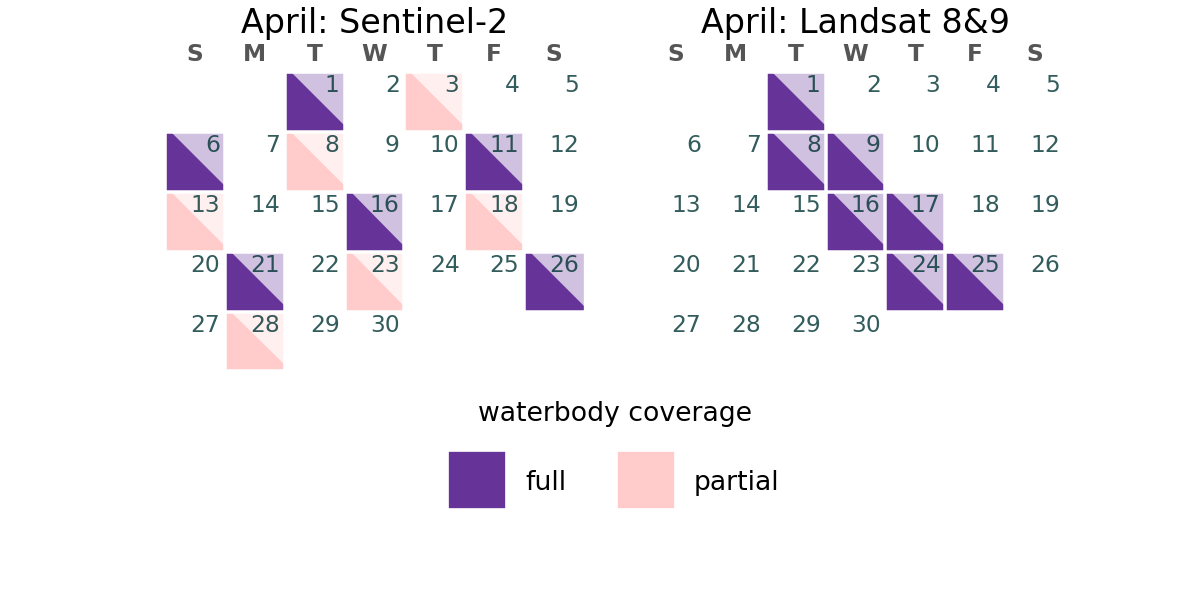 April: Sentinel-2
S M T W T F S
1 2 3 4 5
6 7 8 9 10 11 12
13 14 15 16 17 18 19
20 21 22 23 24 25 26
27 28 29 30
April: Landsat 8&9
S M T W T F S
1 2 3 4 5
6 7 8 9 10 11 12
13 14 15 16 17 18 19
20 21 22 23 24 25 26
27 28 29 30
waterbody coverage
full
partial